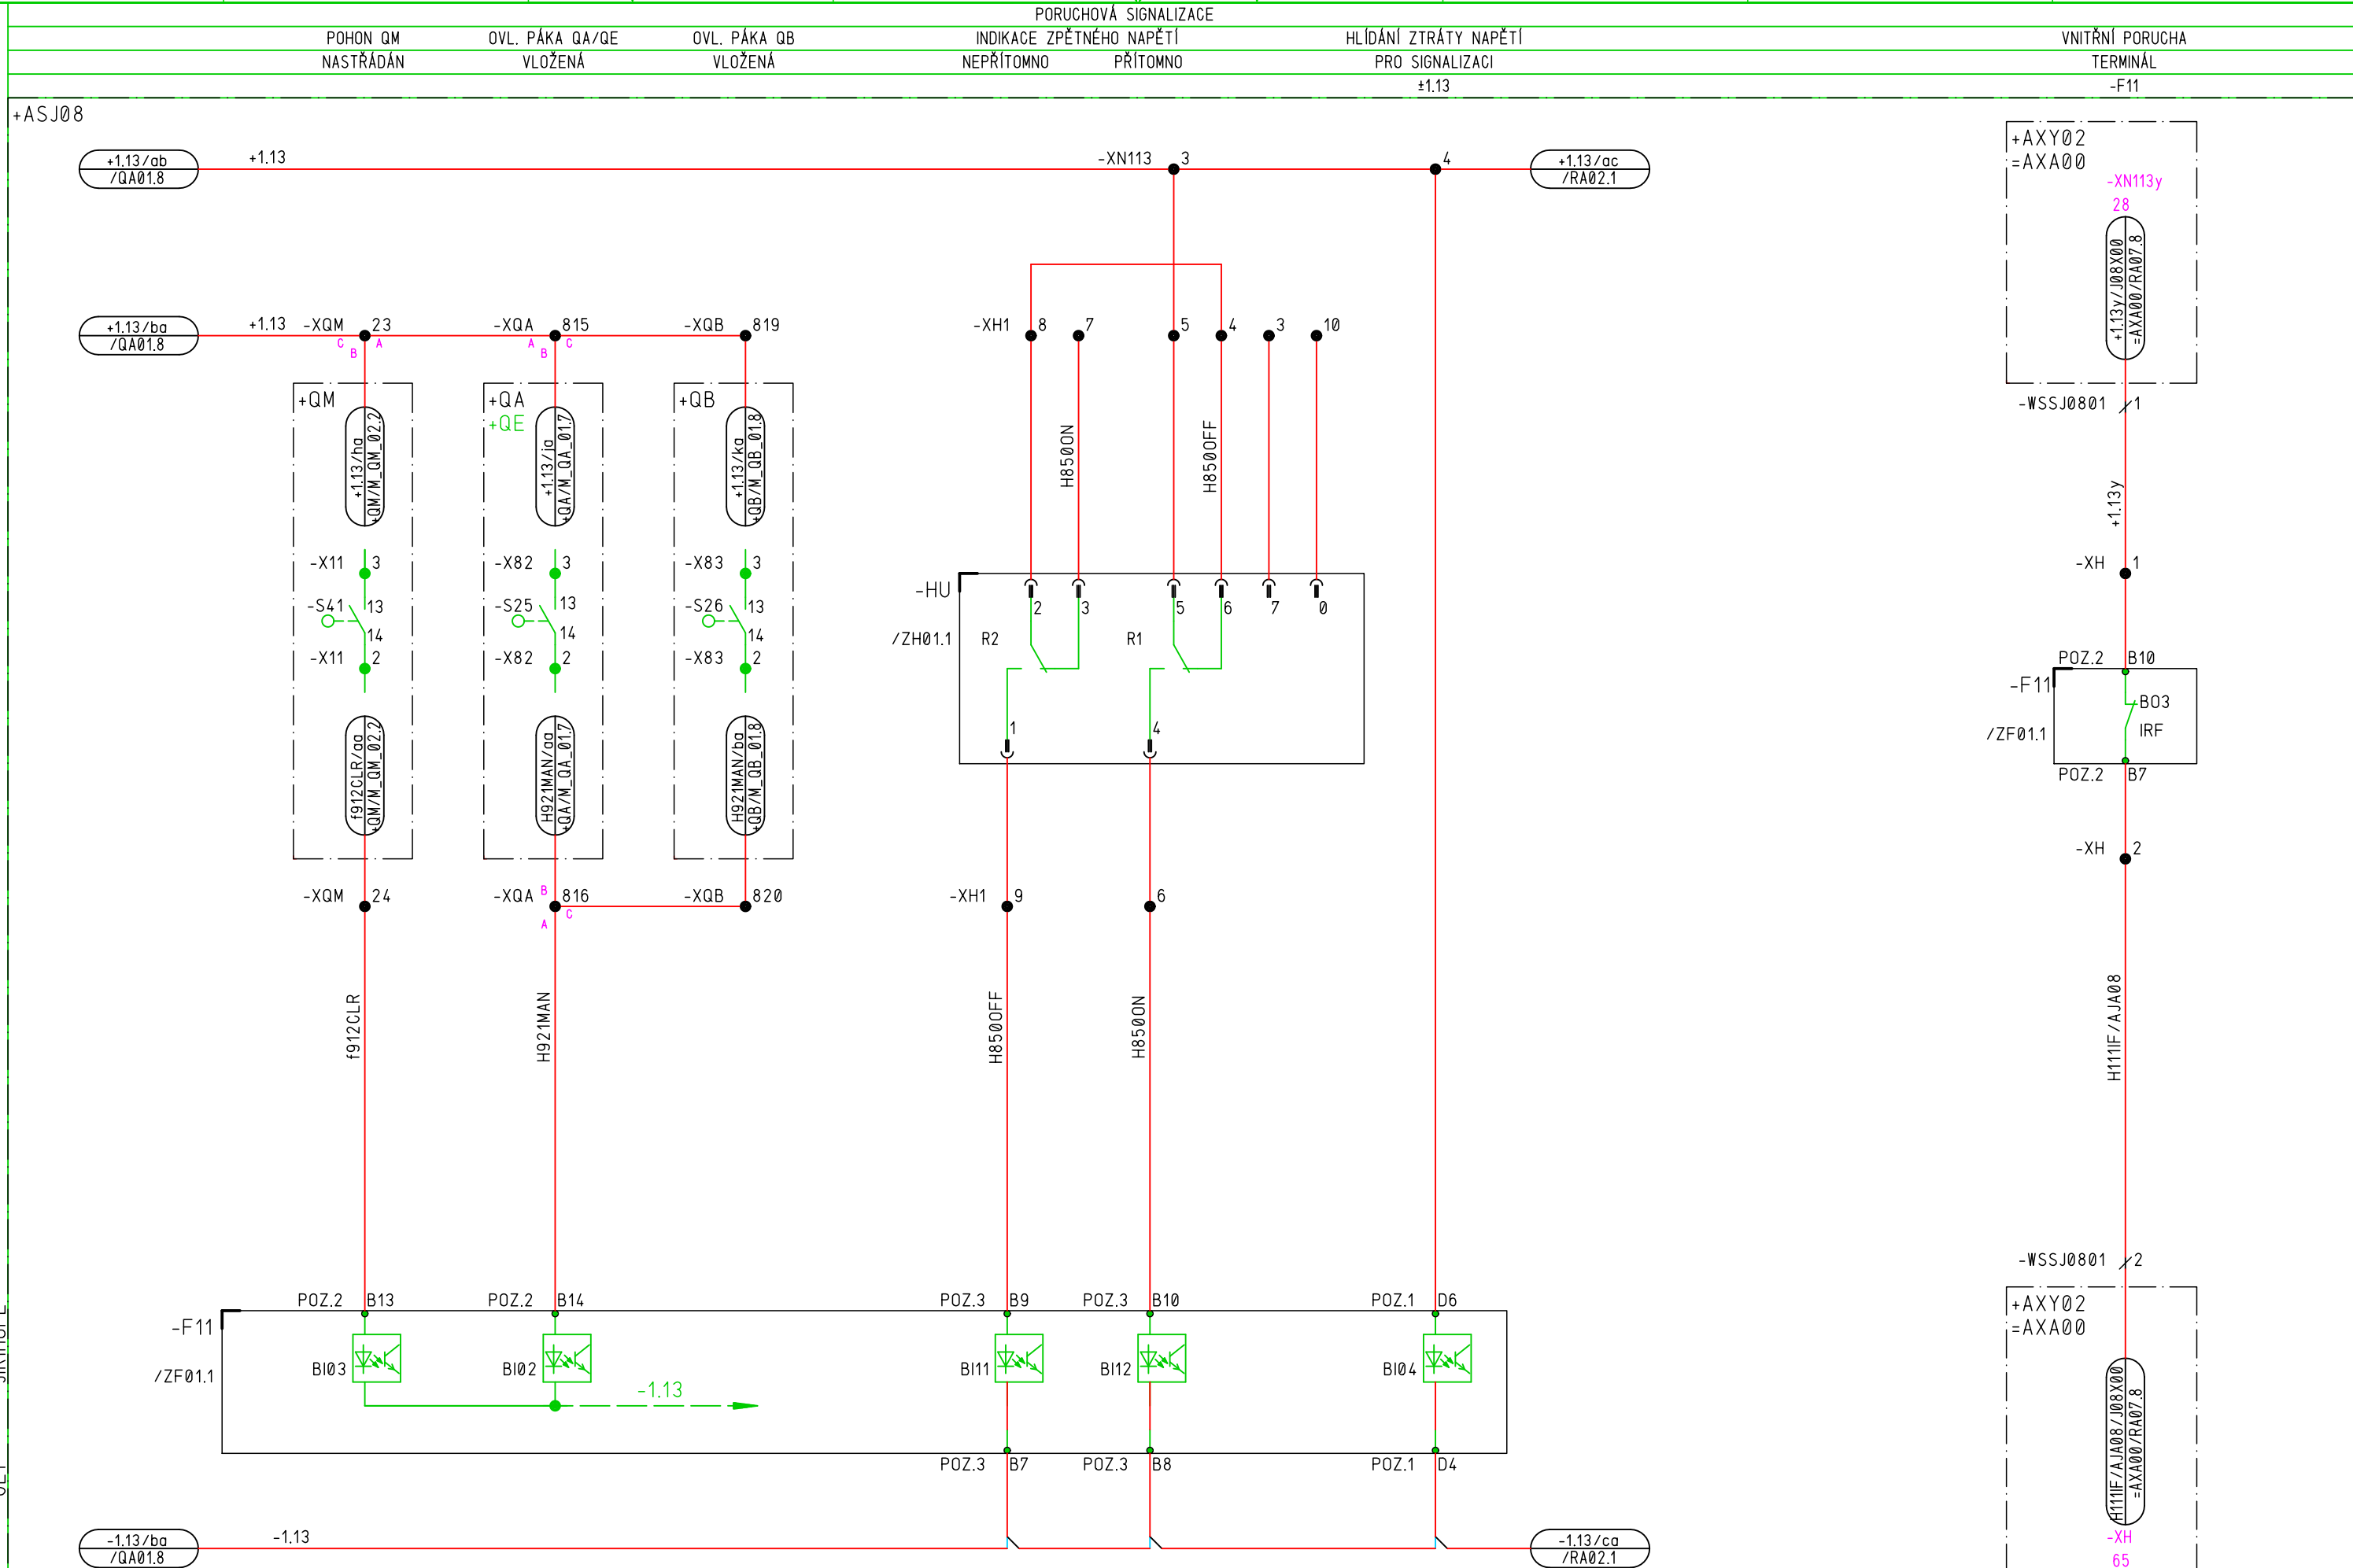 PORUCHOVÁ SIGNALIZACE
POHON QM OVL. PÁKA QA/QE OVL. PÁKA QB INDIKACE ZPĚTNÉHO NAPĚTÍ HLÍDÁNÍ ZTRÁTY NAPĚTÍ VNITŘNÍ PORUCHA
NASTŘÁDÁN VLOŽENÁ VLOŽENÁ NEPŘÍTOMNO PŘÍTOMNO PRO SIGNALIZACI TERMINÁL
±1.13 -F11
+ASJ08
+1.13/ab
/QA01.8
+1.13
-XN113 3
4
+1.13/ac
/RA02.1
+AXY02
=AXA00
-XN113y
28
+1.13y/J08X00
=AXA00/RA07.8
-WSSJ0801 1
+1.13y
-XH 1
+1.13/ba
/QA01.8
+1.13
-XQM 23
C B A
-XQA 815
A B C
-XQB 819
-XH1 8 7 5 4 3 10
+QM
+1.13/ha
+QM/M_QM_02.2
+QA
+QE
+1.13/ja
+QA/M_QA_01.7
+QB
+1.13/ka
+QB/M_QB_01.8
H850ON
H850OFF
-X11 3
-S41 13
14
-X11 2
-X82 3
-S25 13
14
-X82 2
-X83 3
-S26 13
14
-X83 2
-HU
/ZH01.1
2 3 5 6 7 0
R2 R1
1 4
POZ.2 B10
-F11
/ZF01.1
BO3
IRF
POZ.2 B7
-XH 2
f912CLR/aa
+QM/M_QM_02.2
H921MAN/aa
+QA/M_QA_01.7
H921MAN/ba
+QB/M_QB_01.8
-XQM 24
-XQA 816
B A C
-XQB 820
-XH1 9 6
f912CLR
H921MAN
H850OFF
H850ON
H111IF/AJA08
-WSSJ0801 2
POZ.2 B13 POZ.2 B14 POZ.3 B9 POZ.3 B10 POZ.1 D6
-F11
/ZF01.1
BI03 BI02 BI11 BI12 BI04
-1.13
POZ.3 B7 POZ.3 B8 POZ.1 D4
-1.13/ba
/QA01.8
-1.13
-1.13/ca
/RA02.1
+AXY02
=AXA00
H111IF/AJA08/J08X00
=AXA00/RA07.8
-XH
65